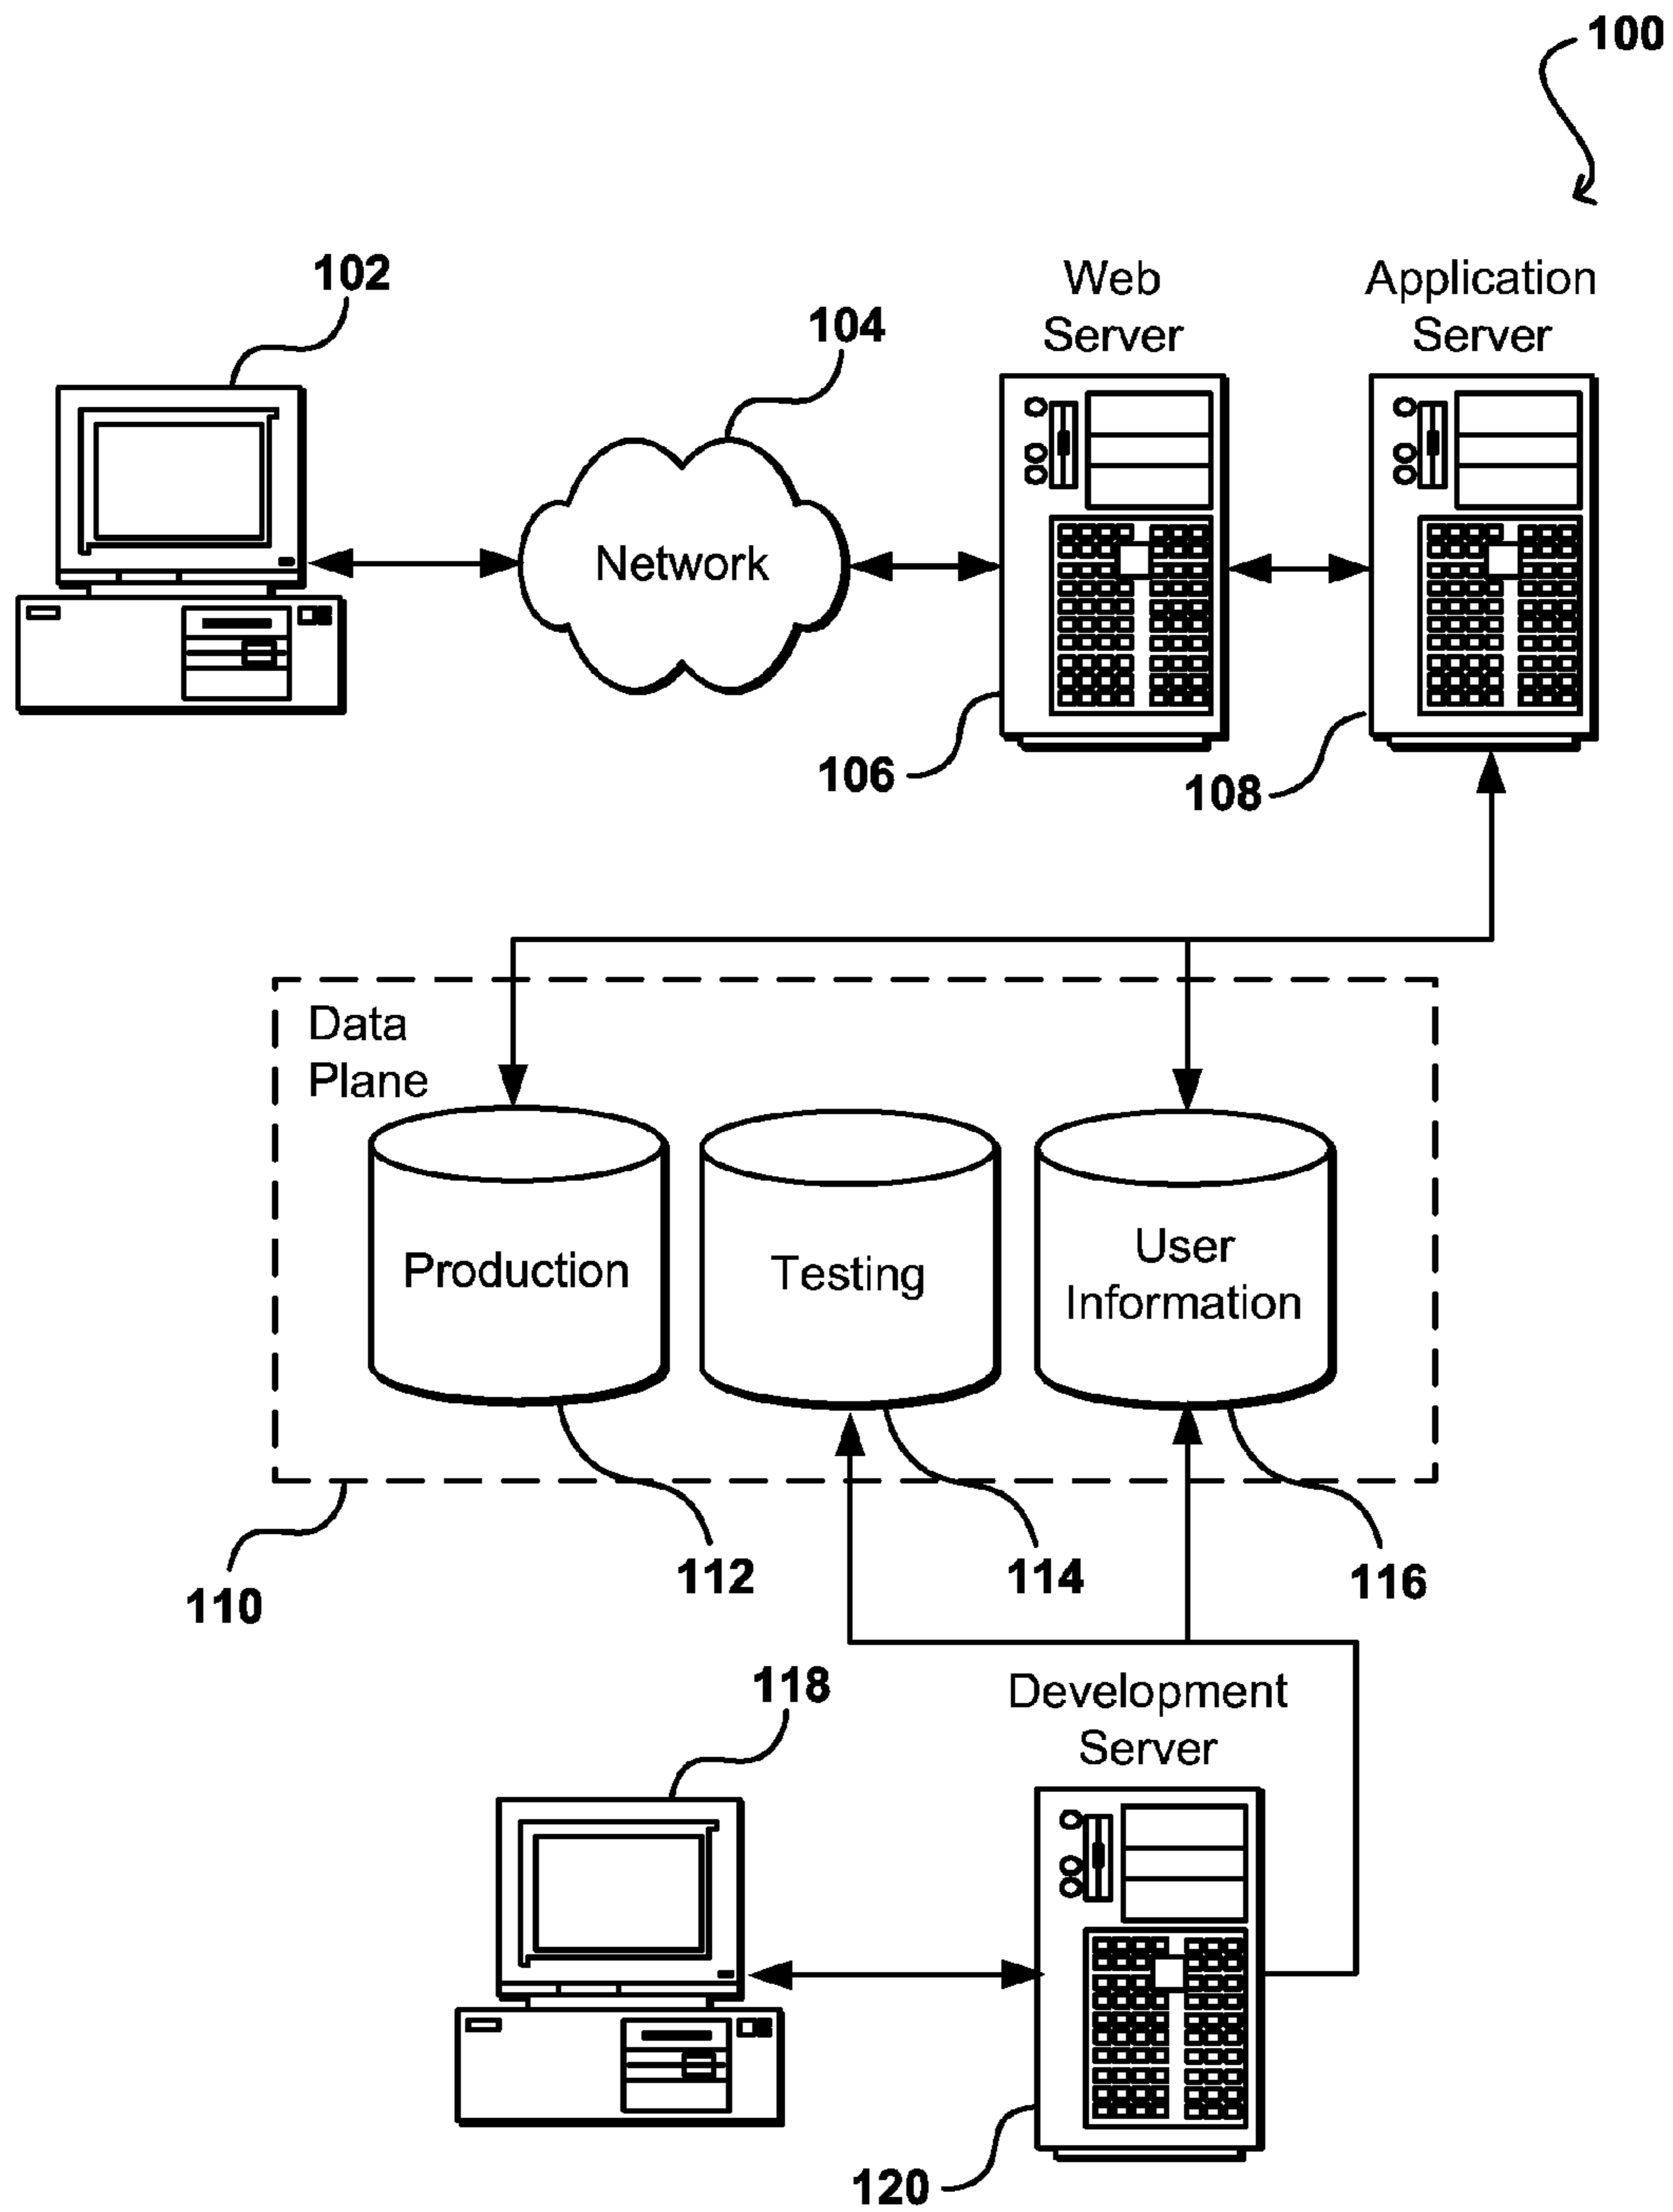 100
102
104
Web
Server
Application
Server
Network
106
108
Data
Plane
Production
Testing
User
Information
112
114
116
110
118
Development
Server
120